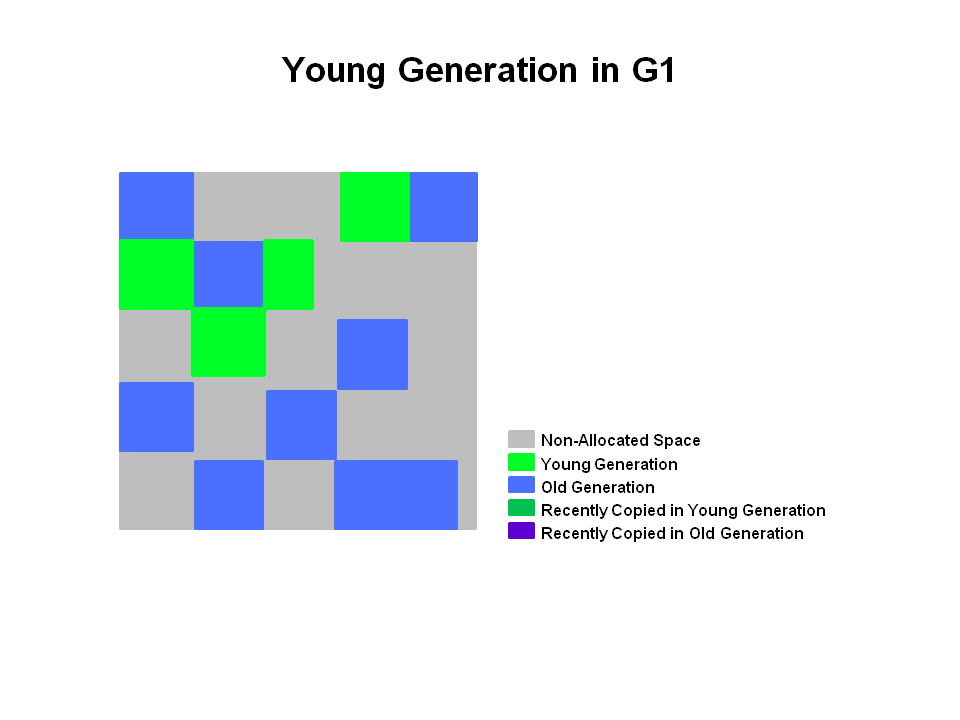 Young Generation in G1
Non-Allocated Space
Young Generation
Old Generation
Recently Copied in Young Generation
Recently Copied in Old Generation